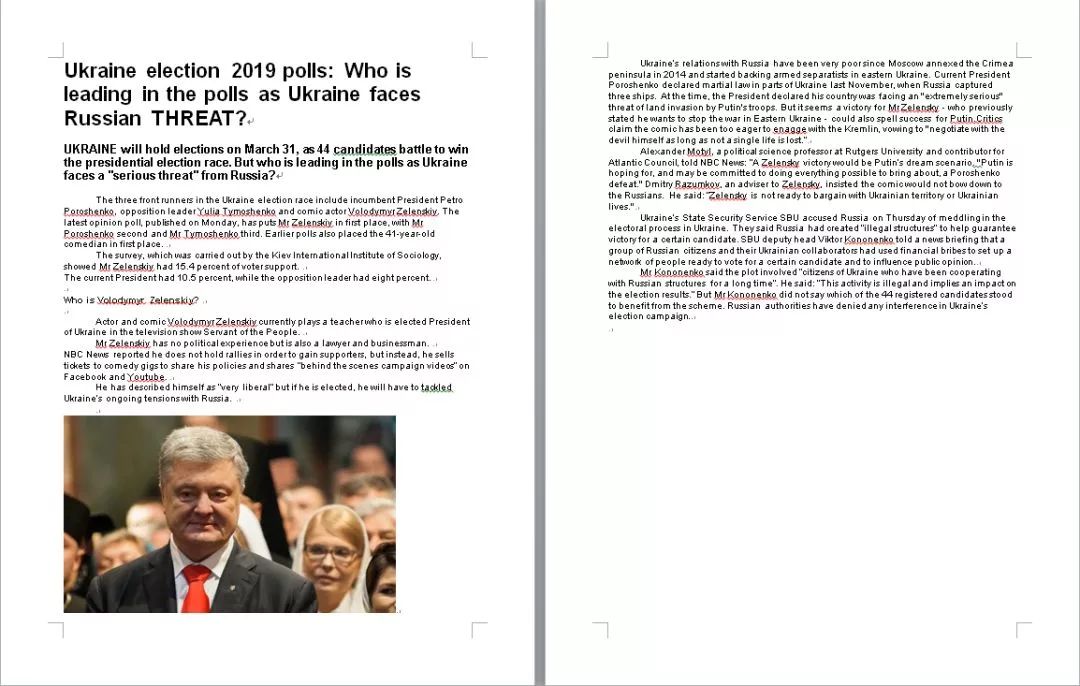 Ukraine election 2019 polls: Who is
leading in the polls as Ukraine faces
Russian THREAT?
UKRAINE will hold elections on March 31, as 44 candidates battle to win
the presidential election race. But who is leading in the polls as Ukraine
faces a "serious threat" from Russia?
The three front runners in the Ukraine election race include incumbent President Petro
Poroshenko, opposition leader Yulia Tymoshenko and comic actor Volodymyr Zelenskiy. The
latest opinion poll, published on Monday, has puts Mr Zelenskiy in first place, with Mr
Poroshenko second and Mr Tymoshenko third. Earlier polls also placed the 41-year-old
comedian in first place.
The survey, which was carried out by the Kiev International Institute of Sociology,
showed Mr Zelenskiy had 15.4 percent of voter support.
The current President had 10.5 percent, while the opposition leader had eight percent.
Who is Volodymyr Zelenskiy?
Actor and comic Volodymyr Zelenskiy currently plays a teacher who is elected President
of Ukraine in the television show Servant of the People.
Mr Zelenskiy has no political experience but is also a lawyer and businessman.
NBC News reported he does not hold rallies in order to gain supporters, but instead, he sells
tickets to comedy gigs to share his policies and shares "behind the scenes campaign videos" on
Facebook and Youtube.
He has described himself as "very liberal" but if he is elected, he will have to tackled
Ukraine's ongoing tensions with Russia.
Ukraine's relations with Russia have been very poor since Moscow annexed the Crimea
peninsula in 2014 and started backing armed separatists in eastern Ukraine. Current President
Poroshenko declared martial law in parts of Ukraine last November, when Russia captured
three ships. At the time, the President declared his country was facing an "extremely serious"
threat of land invasion by Putin's troops. But it seems a victory for Mr Zelensky - who previously
stated he wants to stop the war in Eastern Ukraine - could also spell success for Putin.Critics
claim the comic has been too eager to enagge with the Kremlin, vowing to "negotiate with the
devil himself as long as not a single life is lost."
Alexander Motyl, a political science professor at Rutgers University and contributor for
Atlantic Council, told NBC News: "A Zelensky victory would be Putin's dream scenario. "Putin is
hoping for, and may be committed to doing everything possible to bring about, a Poroshenko
defeat." Dmitry Razumkov, an adviser to Zelensky, insisted the comic would not bow down to
the Russians. He said: "Zelensky is not ready to bargain with Ukrainian territory or Ukrainian
lives."
Ukraine's State Security Service SBU accused Russia on Thursday of meddling in the
electoral process in Ukraine. They said Russia had created "illegal structures" to help guarantee
victory for a certain candidate. SBU deputy head Viktor Kononenko told a news briefing that a
group of Russian citizens and their Ukrainian collaborators had used financial bribes to set up a
network of people ready to vote for a certain candidate and to influence public opinion.
Mr Kononenko said the plot involved "citizens of Ukraine who have been cooperating
with Russian structures for a long time". He said: "This activity is illegal and implies an impact on
the election results." But Mr Kononenko did not say which of the 44 registered candidates stood
to benefit from the scheme. Russian authorities have denied any interference in Ukraine's
election campaign..